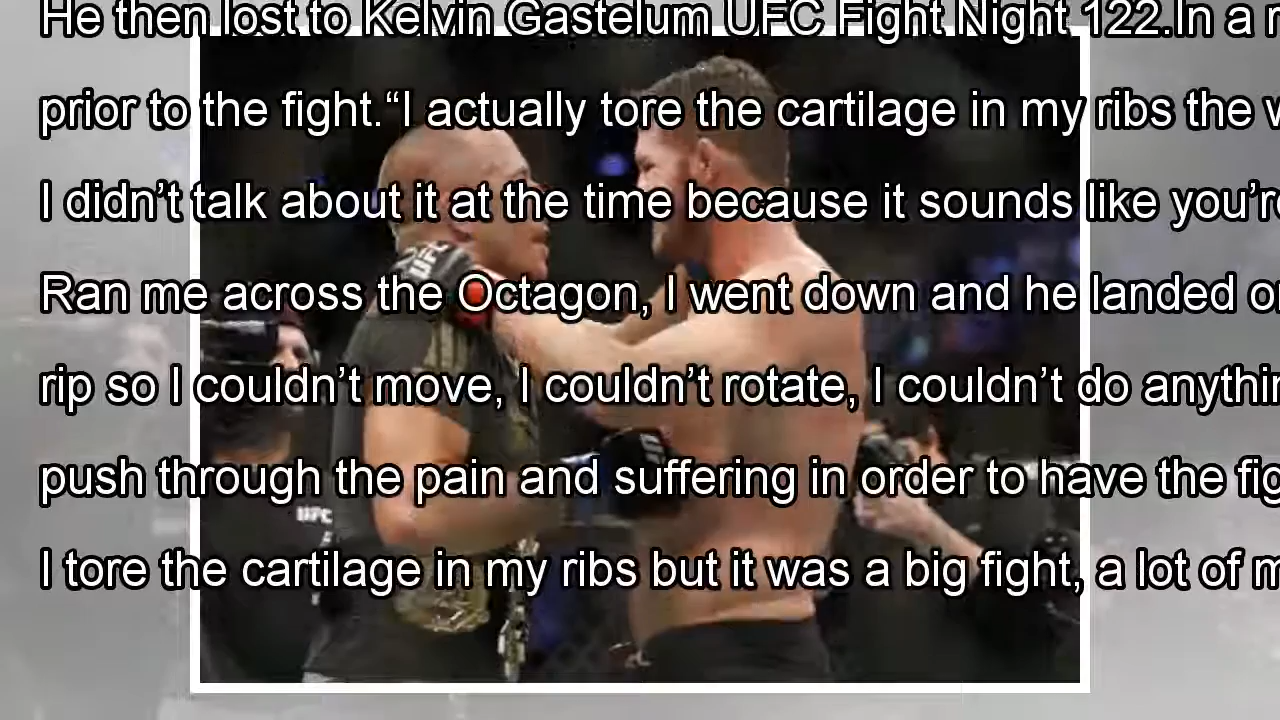 He then lost to Kelvin Gastelum UFC Fight Night 122.In a
prior to the fight.“I actually tore the cartilage in my ribs the
I didn’t talk about it at the time because it sounds like you’re
Ran me across the Octagon, I went down and he landed
rip so I couldn’t move, I couldn’t rotate, I couldn’t do
push through the pain and suffering in order to have the
I tore the cartilage in my ribs but it was a big fight, a lot of
UFC
UFC